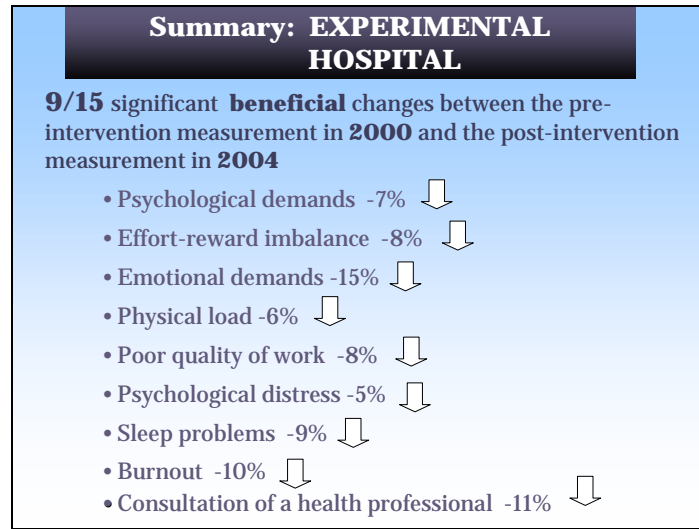 Summary: EXPERIMENTAL
HOSPITAL
9/15 significant beneficial changes between the pre-
intervention measurement in 2000 and the post-intervention
measurement in 2004
• Psychological demands -7%
• Effort-reward imbalance -8%
• Emotional demands -15%
• Physical load -6%
• Poor quality of work -8%
• Psychological distress -5%
• Sleep problems -9%
• Burnout -10%
• Consultation of a health professional -11%